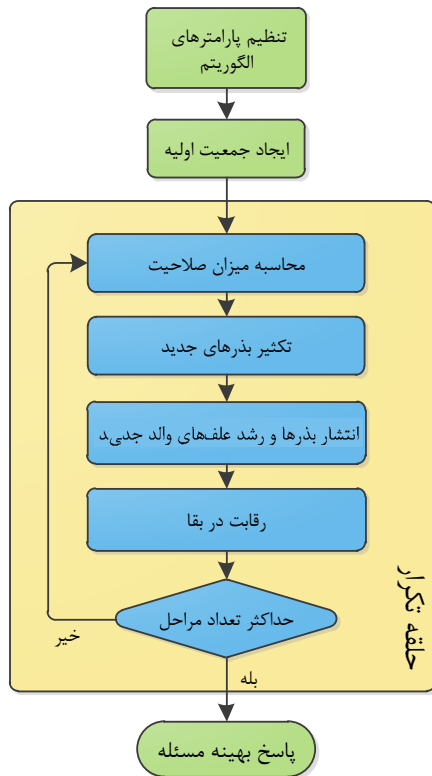 تنظیم پارامترهای
الگوریتم
ایجاد جمعیت اولیه
محاسبه میزان صلاحیت
تکثیر بذرهای جدید
انتشار بذرها و رشد علف‌های والد جدید
رقابت در بقا
حداکثر تعداد مراحل
خیر
بله
حلقه تکرار
پاسخ بهینه مسئله